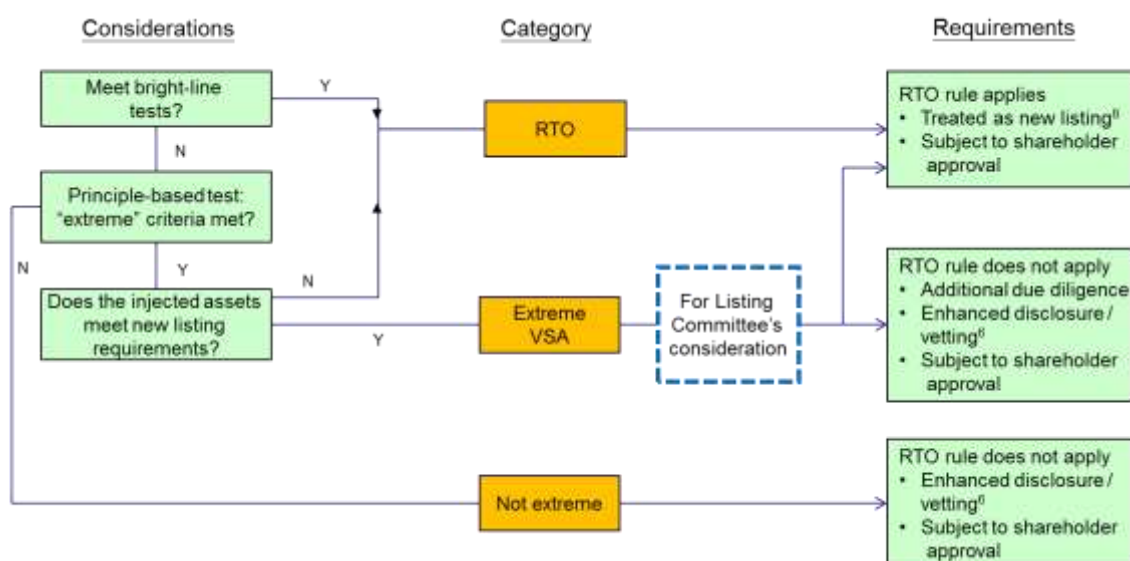 Considerations
Category
Requirements
Meet bright-line
tests?
Y
N
Principle-based test:
"extreme" criteria met?
N
Y
Does the injected assets
meet new listing
requirements?
N
Y
RTO
Extreme
VSA
Not extreme
For Listing
Committee's
consideration
RTO rule applies
• Treated as new listing⁶
• Subject to shareholder
approval
RTO rule does not apply
• Additional due diligence
• Enhanced disclosure /
vetting⁶
• Subject to shareholder
approval
RTO rule does not apply
• Enhanced disclosure /
vetting⁶
• Subject to shareholder
approval